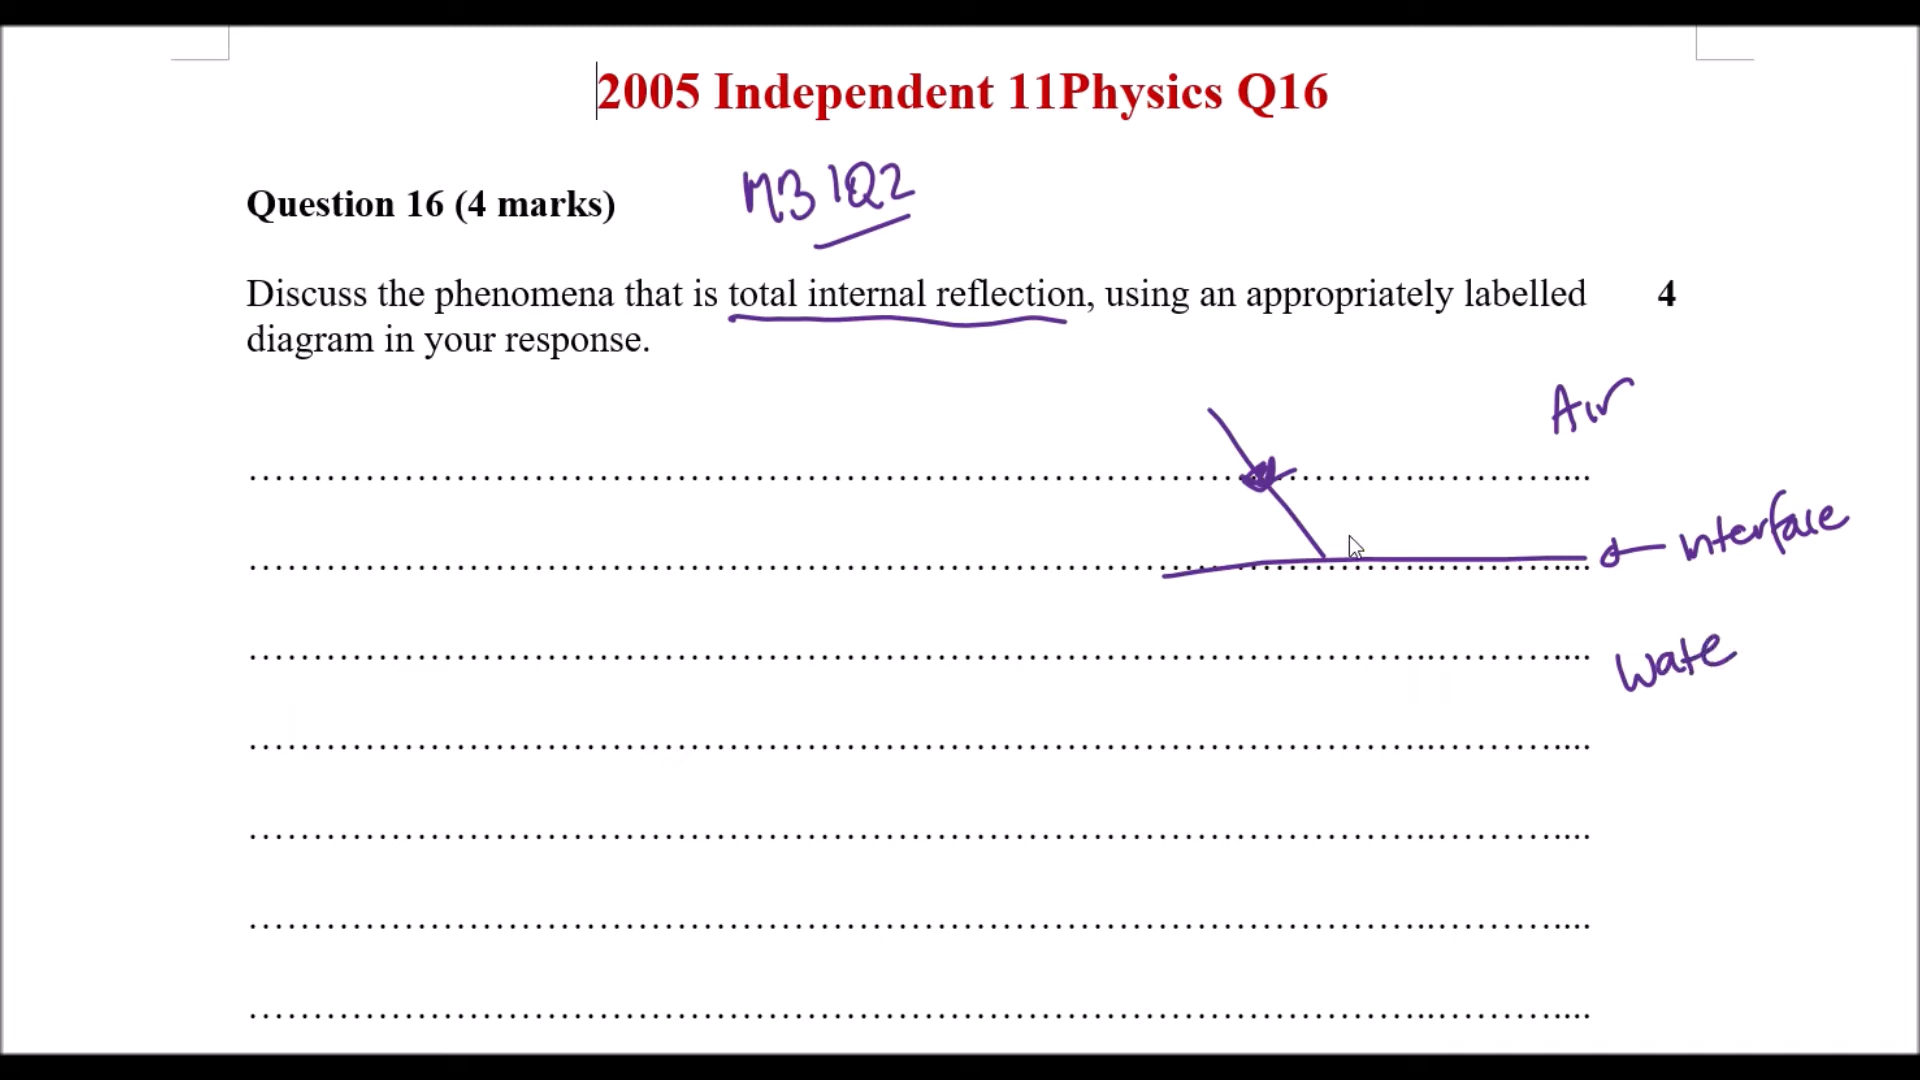 2005 Independent 11Physics Q16
M3 IQ2
Question 16 (4 marks)
Discuss the phenomena that is total internal reflection, using an appropriately labelled 4
diagram in your response.
Air
Interface
Wate